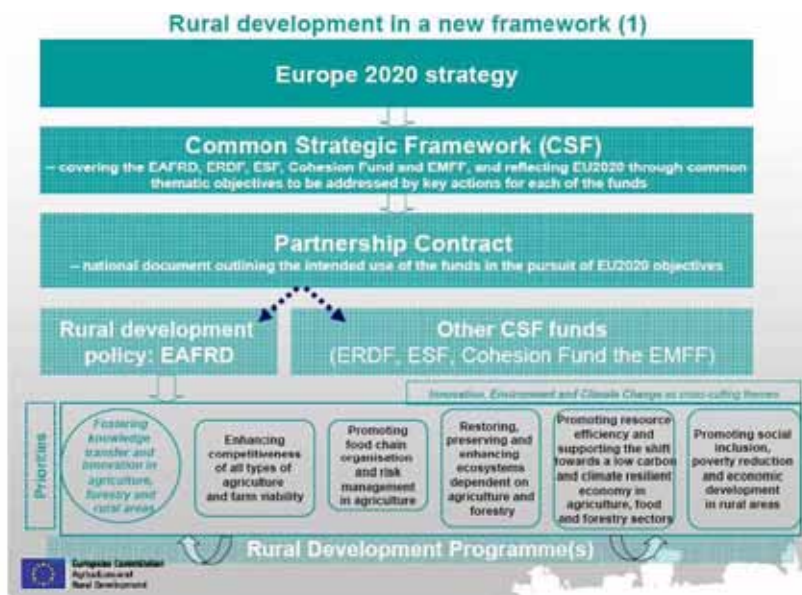 Rural development in a new framework (1)
Europe 2020 strategy
Common Strategic Framework (CSF)
– covering the EAFRD, ERDF, ESF, Cohesion Fund and EMFF, and reflecting EU2020 through common
thematic objectives to be addressed by key actions for each of the funds
Partnership Contract
– national document outlining the intended use of the funds in the pursuit of EU2020 objectives
Rural development
policy: EAFRD
Other CSF funds
(ERDF, ESF, Cohesion Fund the EMFF)
Innovation, Environment and Climate Change as cross-cutting themes
Priorities
Fostering
knowledge
transfer and
innovation in
agriculture,
forestry and
rural areas
Enhancing
competitiveness
of all types of
agriculture
and farm viability
Promoting
food chain
organisation
and risk
management
in agriculture
Restoring,
preserving and
enhancing
ecosystems
dependent on
agriculture and
forestry
Promoting resource
efficiency and
supporting the shift
towards a low carbon
and climate resilient
economy in
agriculture, food
and forestry sectors
Promoting social
inclusion,
poverty reduction
and economic
development
in rural areas
Rural Development Programme(s)
European Commission
Agriculture and
Rural Development